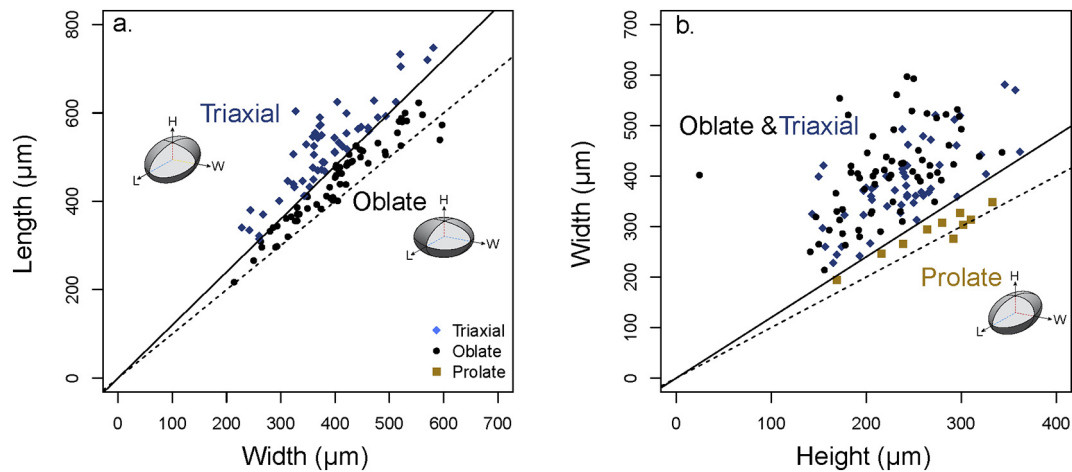 a.
800
600
400
200
0
Length (μm)
Triaxial
H
W
L
Oblate
H
W
L
Triaxial
Oblate
Prolate
0 100 200 300 400 500 600 700
Width (μm)
b.
700
600
500
400
300
200
100
0
Width (μm)
Oblate & Triaxial
Prolate
H
W
L
0 100 200 300 400
Height (μm)